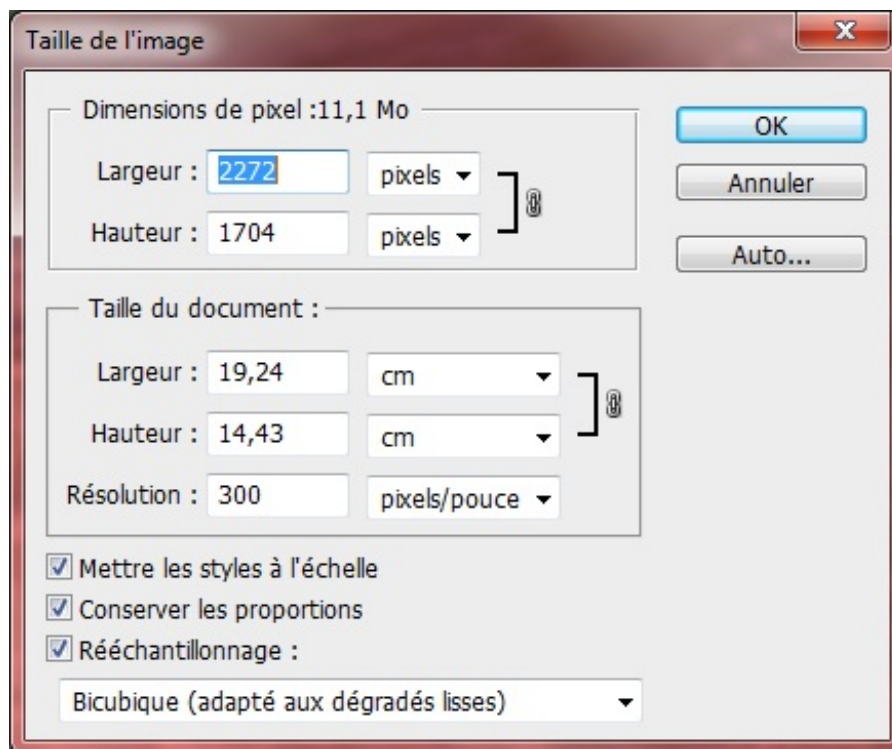 Taille de l'image
Dimensions de pixel :11,1 Mo
Largeur : 2272 pixels
Hauteur : 1704 pixels
OK
Annuler
Auto...
Taille du document :
Largeur : 19,24 cm
Hauteur : 14,43 cm
Résolution : 300 pixels/pouce
Mettre les styles à l'échelle
Conserver les proportions
Rééchantillonnage :
Bicubique (adapté aux dégradés lisses)